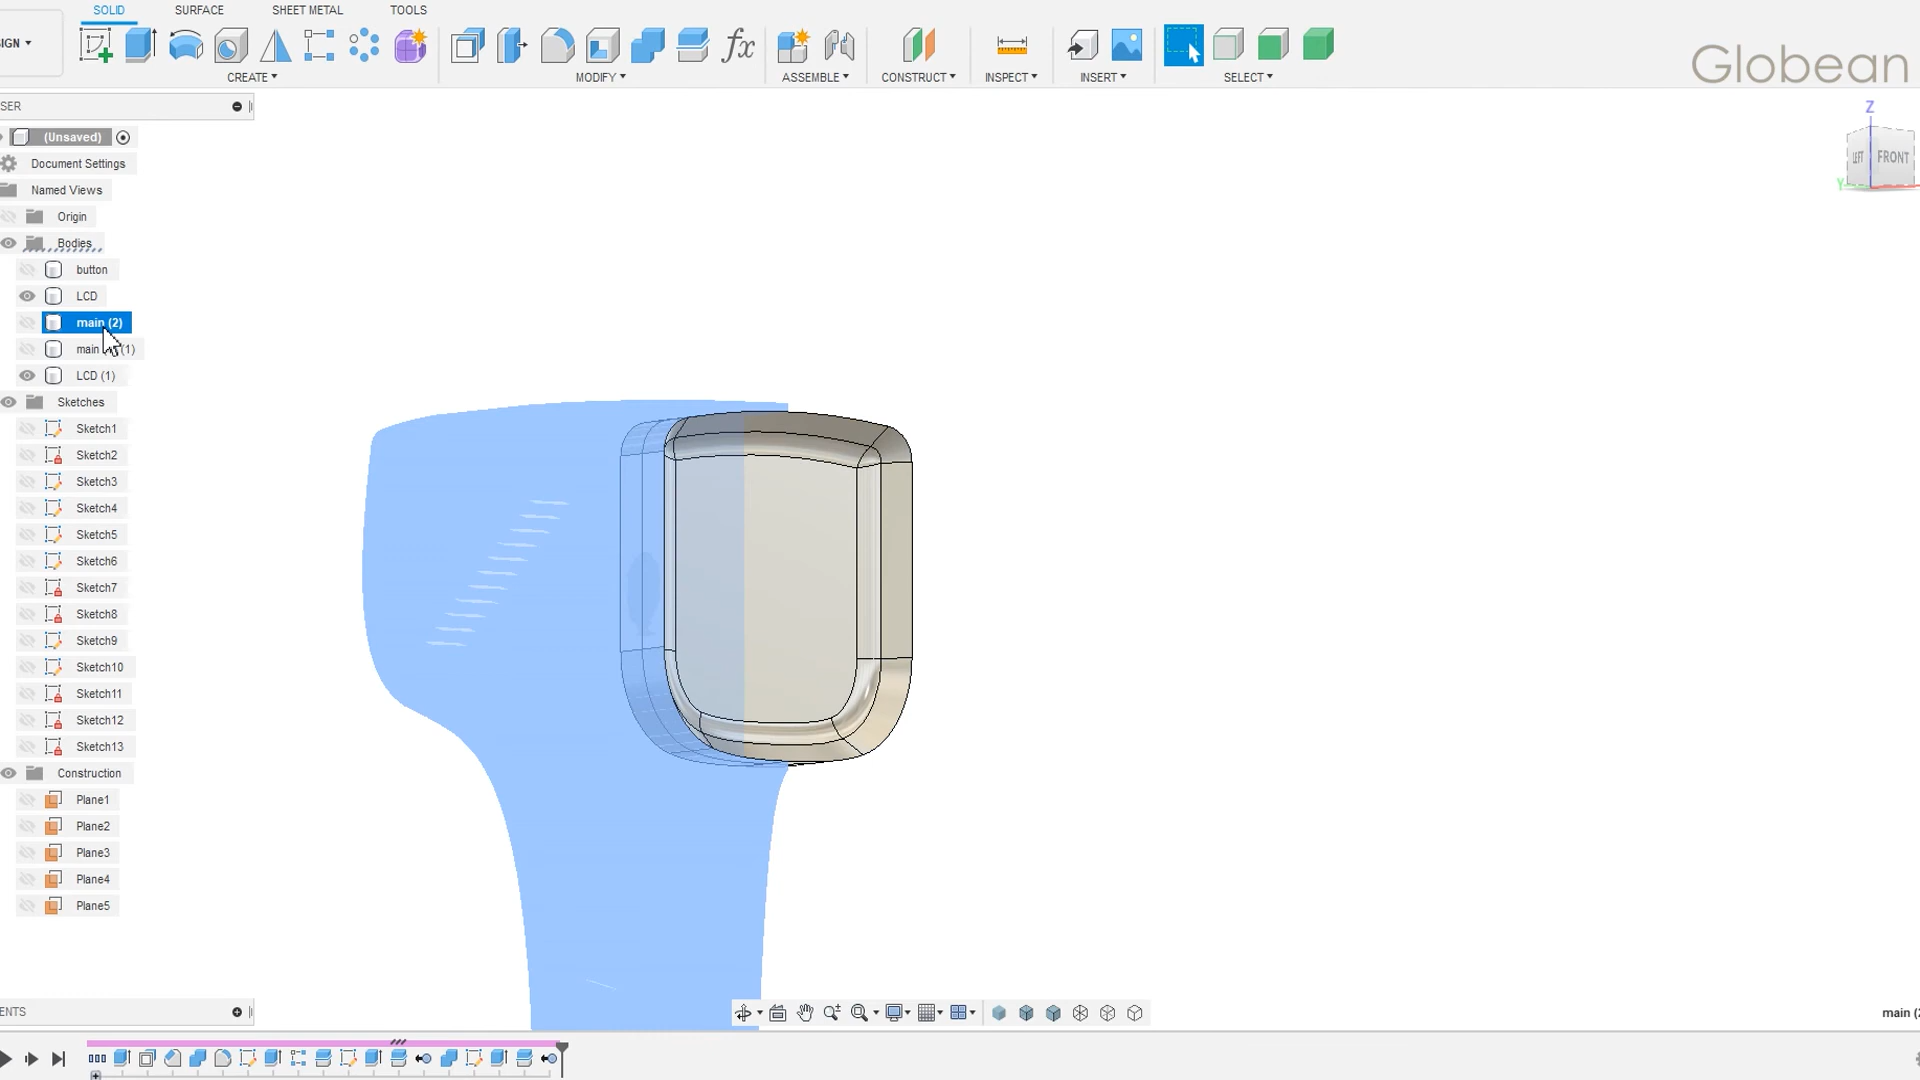 SOLID SURFACE SHEET METAL TOOLS
IGN
CREATE MODIFY ASSEMBLE CONSTRUCT INSPECT INSERT SELECT
Globean
SER
(Unsaved)
Document Settings
Named Views
Origin
Bodies
button
LCD
main (2)
main (1)
LCD (1)
Sketches
Sketch1
Sketch2
Sketch3
Sketch4
Sketch5
Sketch6
Sketch7
Sketch8
Sketch9
Sketch10
Sketch11
Sketch12
Sketch13
Construction
Plane1
Plane2
Plane3
Plane4
Plane5
Z
LEFT FRONT
Y
ENTS
main (2